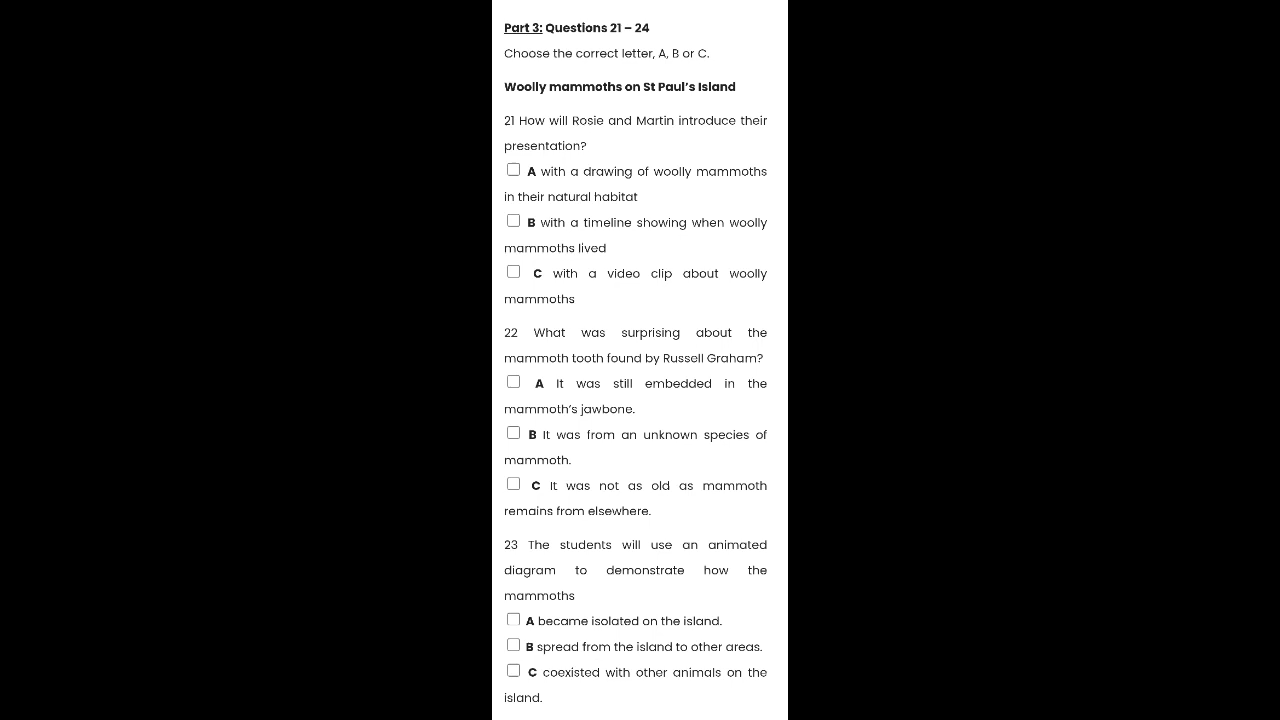 Part 3: Questions 21 – 24
Choose the correct letter, A, B or C.
Woolly mammoths on St Paul’s Island
21 How will Rosie and Martin introduce their
presentation?
A with a drawing of woolly mammoths
in their natural habitat
B with a timeline showing when woolly
mammoths lived
C with a video clip about woolly
mammoths
22 What was surprising about the
mammoth tooth found by Russell Graham?
A It was still embedded in the
mammoth’s jawbone.
B It was from an unknown species of
mammoth.
C It was not as old as mammoth
remains from elsewhere.
23 The students will use an animated
diagram to demonstrate how the
mammoths
A became isolated on the island.
B spread from the island to other areas.
C coexisted with other animals on the
island.